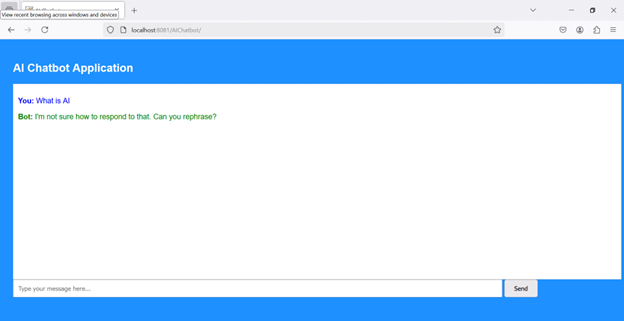 View recent browsing across windows and devices
localhost:8081/AIChatbot/
AI Chatbot Application
You: What is AI
Bot: I'm not sure how to respond to that. Can you rephrase?
Type your message here...
Send